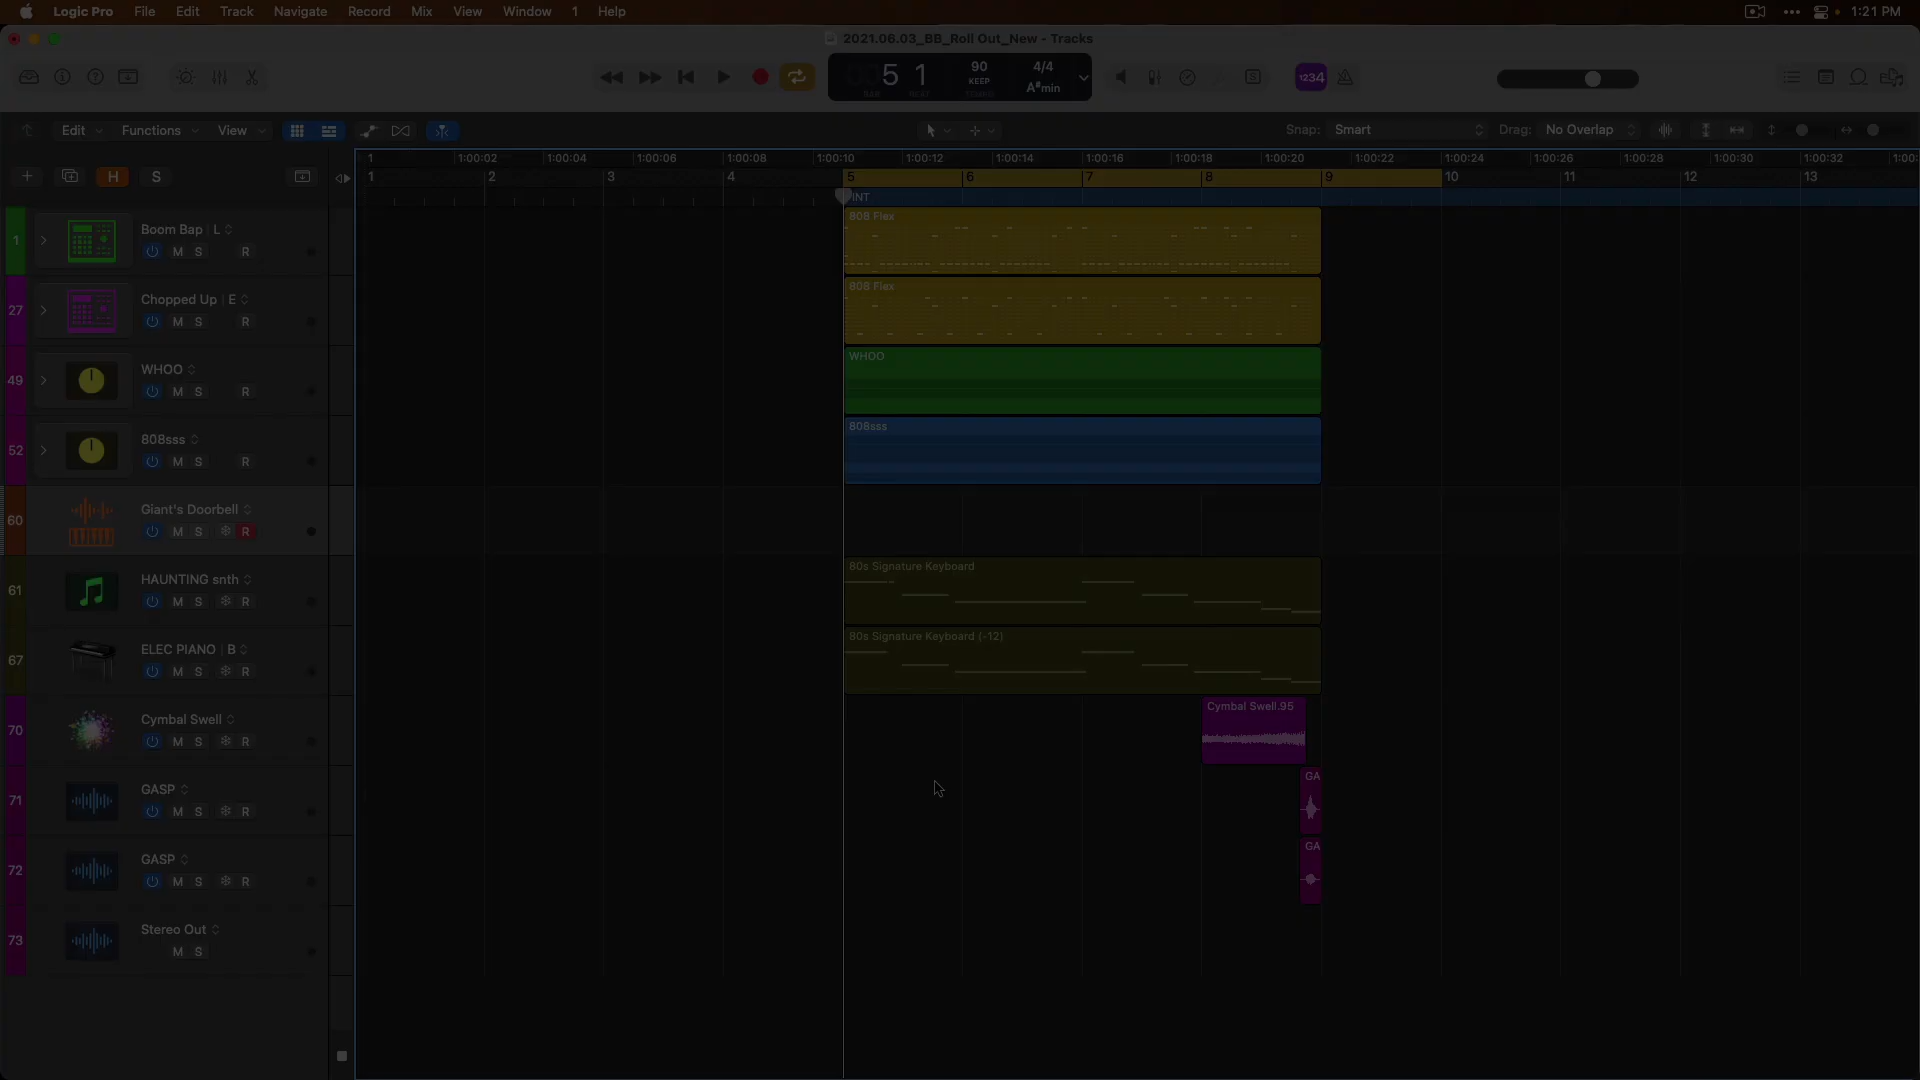 Logic Pro File Edit Track Navigate Record Mix View Window 1 Help 1:21 PM
2021.06.03_BB_Roll Out_New - Tracks
5 1 90 4/4
KEEP
A#min
BAR BEAT TEMPO
S 1234
Edit Functions View Snap: Smart Drag: No Overlap
1 1:00:02 1:00:04 1:00:06 1:00:08 1:00:10 1:00:12 1:00:14 1:00:16 1:00:18 1:00:20 1:00:22 1:00:24 1:00:26 1:00:28 1:00:30 1:00:32 1:00:
H S 1 2 3 4 5 6 7 8 9 10 11 12 13
INT
808 Flex
1 Boom Bap L
M S R
808 Flex
27 Chopped Up E
M S R
WHOO
49 WHOO
M S R
808sss
52 808sss
M S R
60 Giant's Doorbell
M S R
80s Signature Keyboard
61 HAUNTING snth
M S R
80s Signature Keyboard (-12)
67 ELEC PIANO B
M S R
Cymbal Swell.95
70 Cymbal Swell
M S R
GA
71 GASP
M S R
GA
72 GASP
M S R
73 Stereo Out
M S